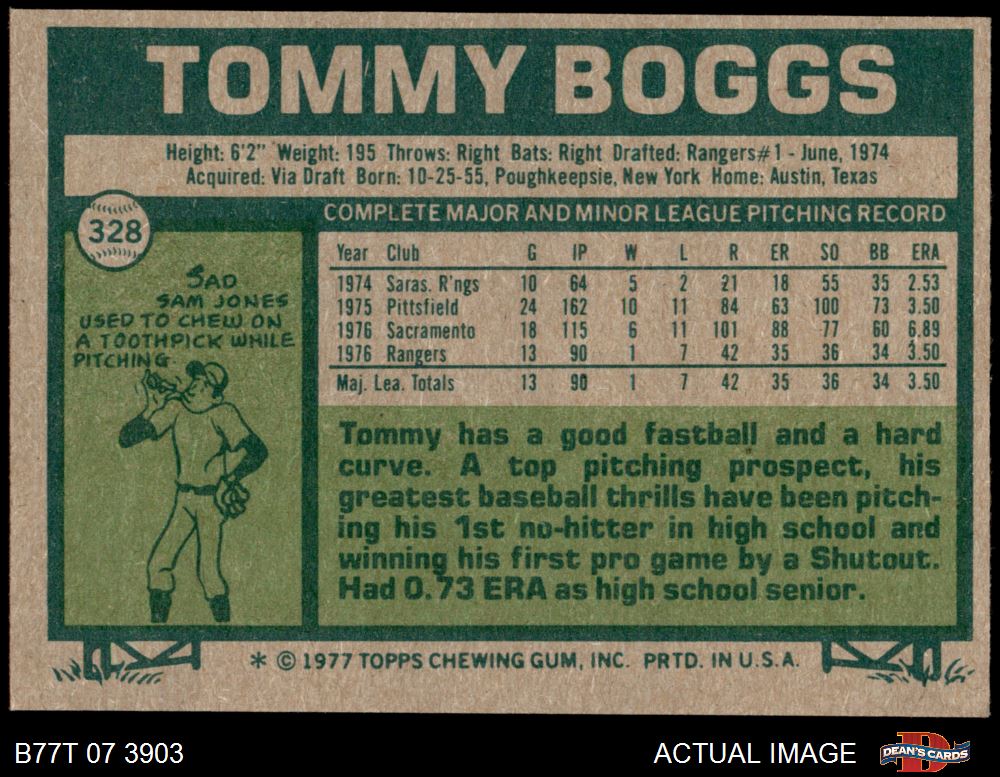 TOMMY BOGGS
Height: 6'2" Weight: 195 Throws: Right Bats: Right Drafted: Rangers#1 - June, 1974
Acquired: Via Draft Born: 10-25-55, Poughkeepsie, New York Home: Austin, Texas
328
COMPLETE MAJOR AND MINOR LEAGUE PITCHING RECORD
SAD
SAM JONES
USED TO CHEW ON
A TOOTHPICK WHILE
PITCHING.
Year Club G IP W L R ER SO BB ERA
1974 Saras. R'ngs 10 64 5 2 21 18 55 35 2.53
1975 Pittsfield 24 162 10 11 84 63 100 73 3.50
1976 Sacramento 18 115 6 11 101 88 77 60 6.89
1976 Rangers 13 90 1 7 42 35 36 34 3.50
Maj. Lea. Totals 13 90 1 7 42 35 36 34 3.50
Tommy has a good fastball and a hard
curve. A top pitching prospect, his
greatest baseball thrills have been pitch-
ing his 1st no-hitter in high school and
winning his first pro game by a Shutout.
Had 0.73 ERA as high school senior.
* © 1977 TOPPS CHEWING GUM, INC. PRTD. IN U.S.A.
B77T 07 3903
ACTUAL IMAGE
DEAN'S CARDS